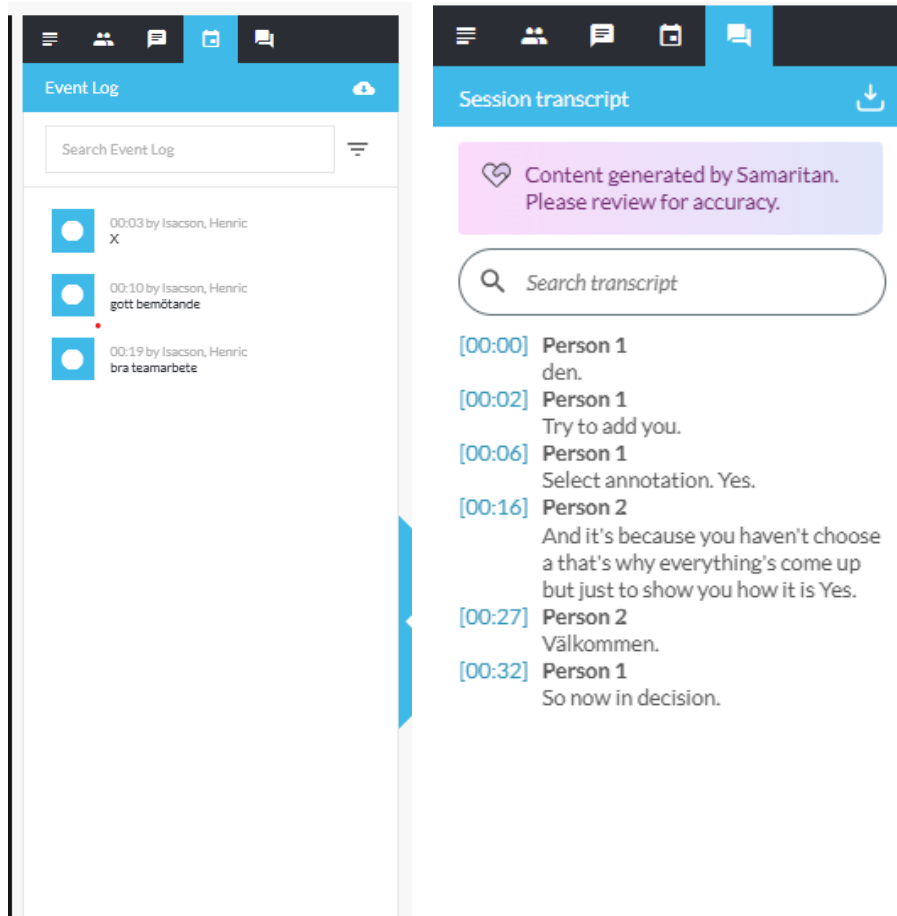 Event Log
Search Event Log
00:03 by Isacson, Henric
X
00:10 by Isacson, Henric
gott bemötande
00:19 by Isacson, Henric
bra teamarbete
Session transcript
Content generated by Samaritan.
Please review for accuracy.
Search transcript
[00:00] Person 1
den.
[00:02] Person 1
Try to add you.
[00:06] Person 1
Select annotation. Yes.
[00:16] Person 2
And it's because you haven't choose
a that's why everything's come up
but just to show you how it is Yes.
[00:27] Person 2
Välkommen.
[00:32] Person 1
So now in decision.